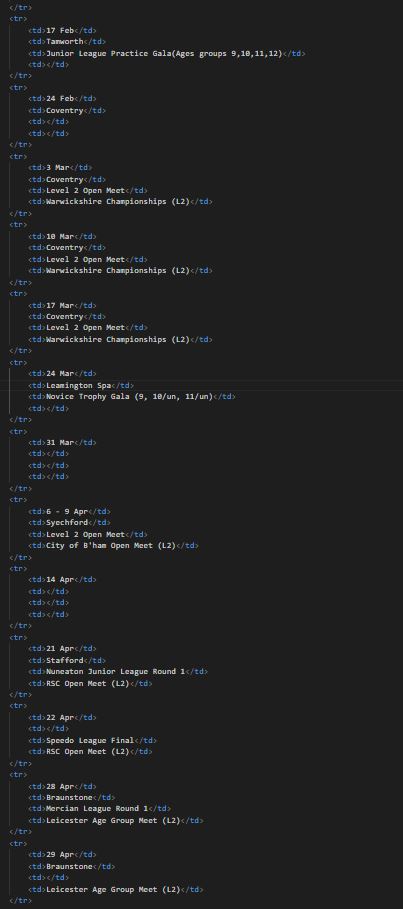 </tr>
<tr>
<td>17 Feb</td>
<td>Tamworth</td>
<td>Junior League Practice Gala(Ages groups 9,10,11,12)</td>
<td></td>
</tr>
<tr>
<td>24 Feb</td>
<td>Coventry</td>
<td></td>
<td></td>
</tr>
<tr>
<td>3 Mar</td>
<td>Coventry</td>
<td>Level 2 Open Meet</td>
<td>Warwickshire Championships (L2)</td>
</tr>
<tr>
<td>10 Mar</td>
<td>Coventry</td>
<td>Level 2 Open Meet</td>
<td>Warwickshire Championships (L2)</td>
</tr>
<tr>
<td>17 Mar</td>
<td>Coventry</td>
<td>Level 2 Open Meet</td>
<td>Warwickshire Championships (L2)</td>
</tr>
<tr>
<td>24 Mar</td>
<td>Leamington Spa</td>
<td>Novice Trophy Gala (9, 10/un, 11/un)</td>
<td></td>
</tr>
<tr>
<td>31 Mar</td>
<td></td>
<td></td>
<td></td>
</tr>
<tr>
<td>6 - 9 Apr</td>
<td>Syechford</td>
<td>Level 2 Open Meet</td>
<td>City of B'ham Open Meet (L2)</td>
</tr>
<tr>
<td>14 Apr</td>
<td></td>
<td></td>
<td></td>
</tr>
<tr>
<td>21 Apr</td>
<td>Stafford</td>
<td>Nuneaton Junior League Round 1</td>
<td>RSC Open Meet (L2)</td>
</tr>
<tr>
<td>22 Apr</td>
<td></td>
<td>Speedo League Final</td>
<td>RSC Open Meet (L2)</td>
</tr>
<tr>
<td>28 Apr</td>
<td>Braunstone</td>
<td>Mercian League Round 1</td>
<td>Leicester Age Group Meet (L2)</td>
</tr>
<tr>
<td>29 Apr</td>
<td>Braunstone</td>
<td></td>
<td>Leicester Age Group Meet (L2)</td>
</tr>